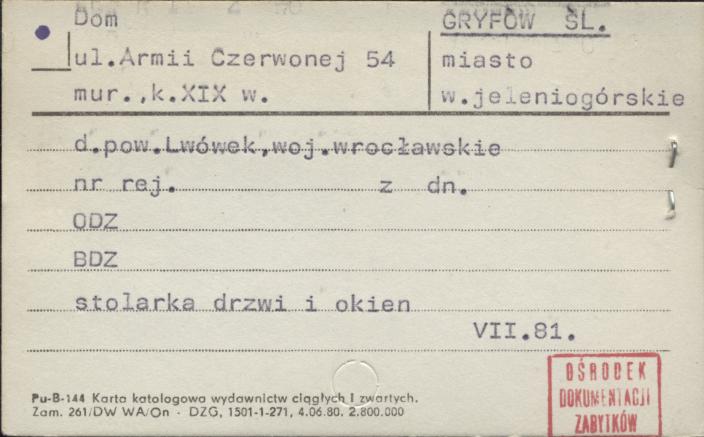 Dom
GRYFÓW ŚL.
ul.Armii Czerwonej 54
miasto
mur.,k.XIX w.
w.jeleniogórskie
d.pow.Lwówek,woj.wrocławskie
nr rej. z dn.
ODZ
BDZ
stolarka drzwi i okien
VII.81.
OŚRODEK
DOKUMENTACJI
ZABYTKÓW
Pu-B-144 Karta katologowa wydawnictw ciągłych i zwartych.
Zam. 261/DW WA/On - DZG, 1501-1-271, 4.06.80. 2.800.000